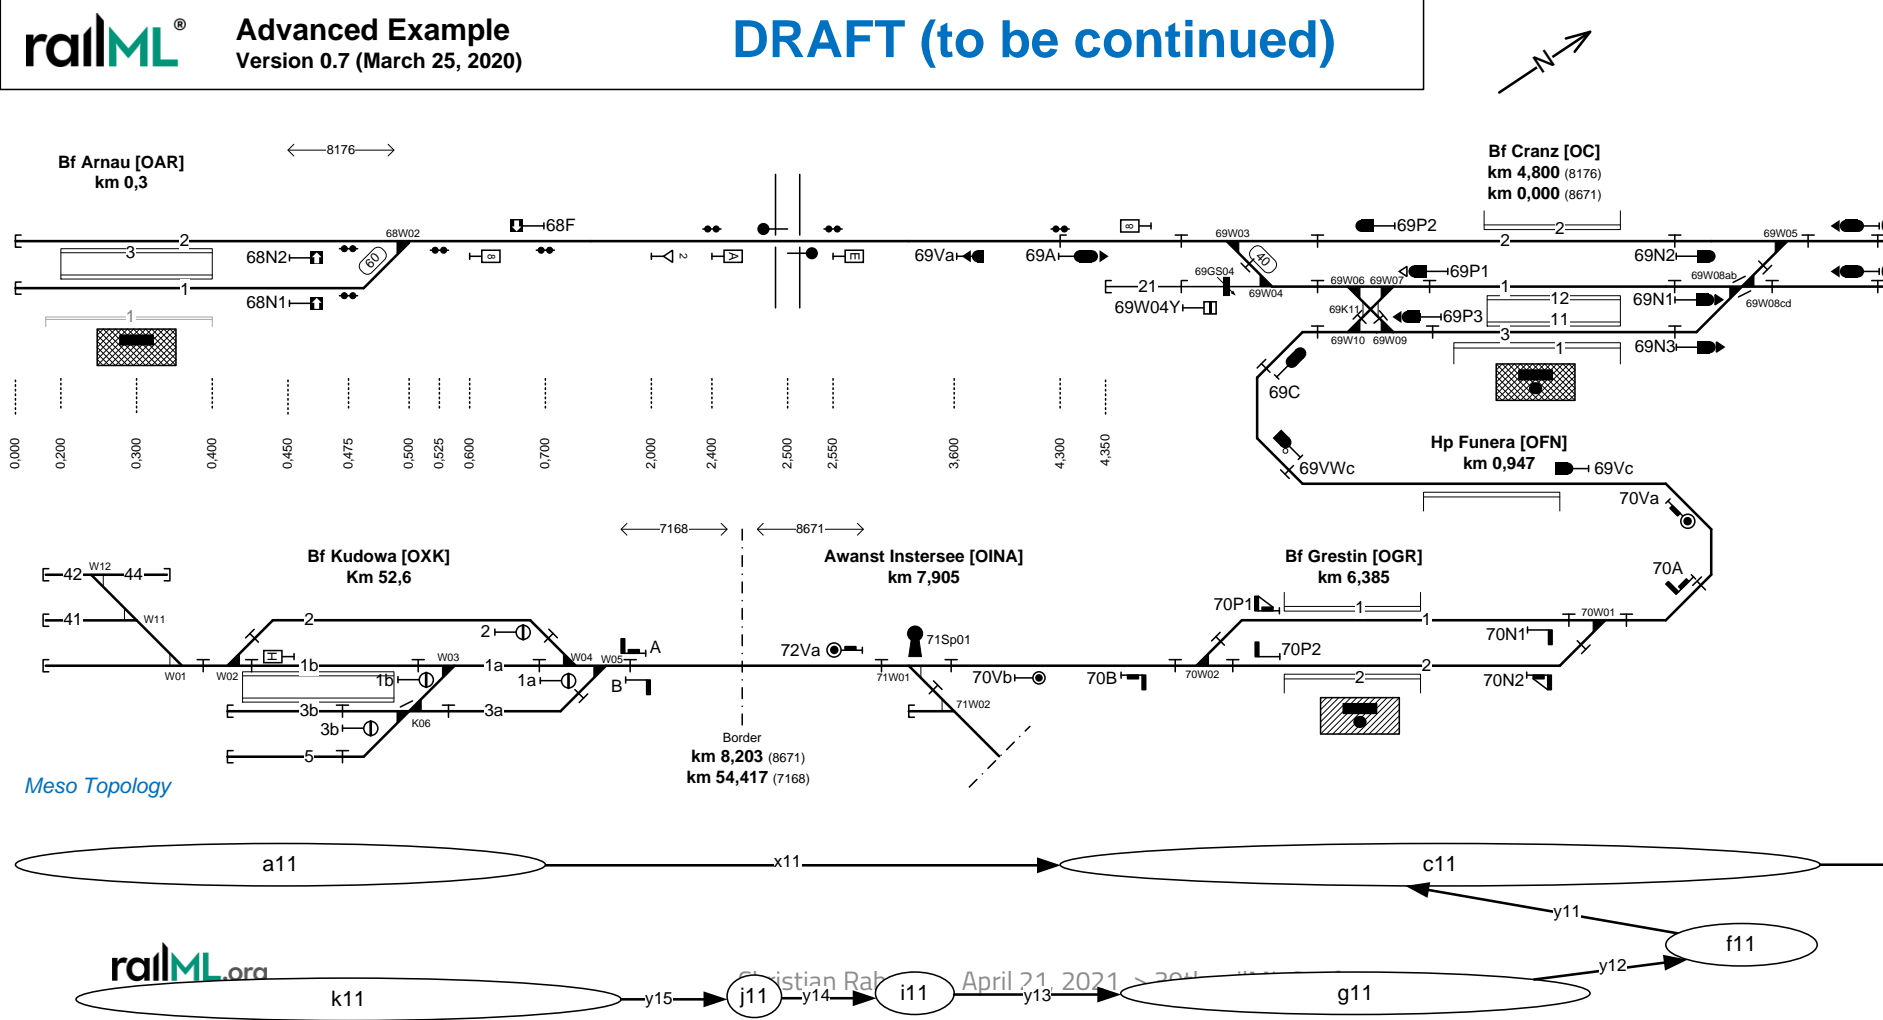 railML®
Advanced Example
Version 0.7 (March 25, 2020)
DRAFT (to be continued)
N
Bf Arnau [OAR]
km 0,3
8176
Bf Cranz [OC]
km 4,800 (8176)
km 0,000 (8671)
68F
69P2
2
68W02
69W03
69W05
2
2
3
68N2
60
8
2
A
E
69Va
69A
8
40
69N2
1
68N1
21
69GS04
69W04
69W04Y
69W06
69W07
69P1
1
69W08ab
69W08cd
12
11
69N1
69K11
69P3
1
69W10
69W09
3
1
69N3
69C
0,000
0,200
0,300
0,400
0,450
0,475
0,500
0,525
0,600
0,700
2,000
2,400
2,500
2,550
3,600
4,300
4,350
Hp Funera [OFN]
km 0,947
69VWc
69Vc
70Va
7168
8671
Bf Kudowa [OXK]
Km 52,6
Awanst Instersee [OINA]
km 7,905
Bf Grestin [OGR]
km 6,385
70A
42
W12
44
41
W11
2
2
A
72Va
71Sp01
70P1
1
1
70W01
70N1
70P2
H
1b
W03
1a
W04
W05
W01
W02
1b
1a
B
71W01
70Vb
70B
70W02
2
2
70N2
3b
3a
K06
3b
5
71W02
Border
km 8,203 (8671)
km 54,417 (7168)
Meso Topology
a11
x11
c11
y11
f11
y12
railML.org
k11
y15
j11
y14
i11
April 21, 2021
y13
g11